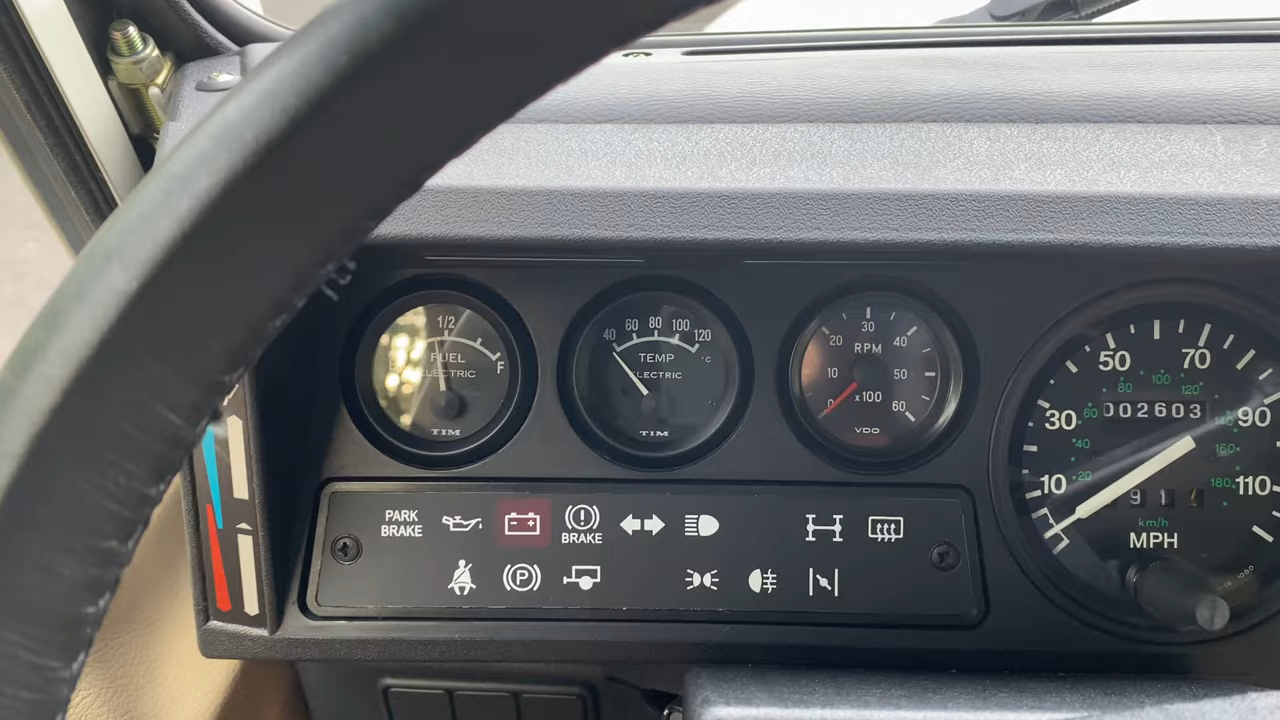 1/2
FUEL
F
ELECTRIC
TIM
40 60 80 100 120
°C
TEMP
ELECTRIC
TIM
0 10 20 30 40 50 60
RPM
x100
VDO
10 30 50 70 90 110
20 40 60 80 100 120 140 160 180
002603
91
km/h
MPH
PARK
BRAKE
BRAKE
P